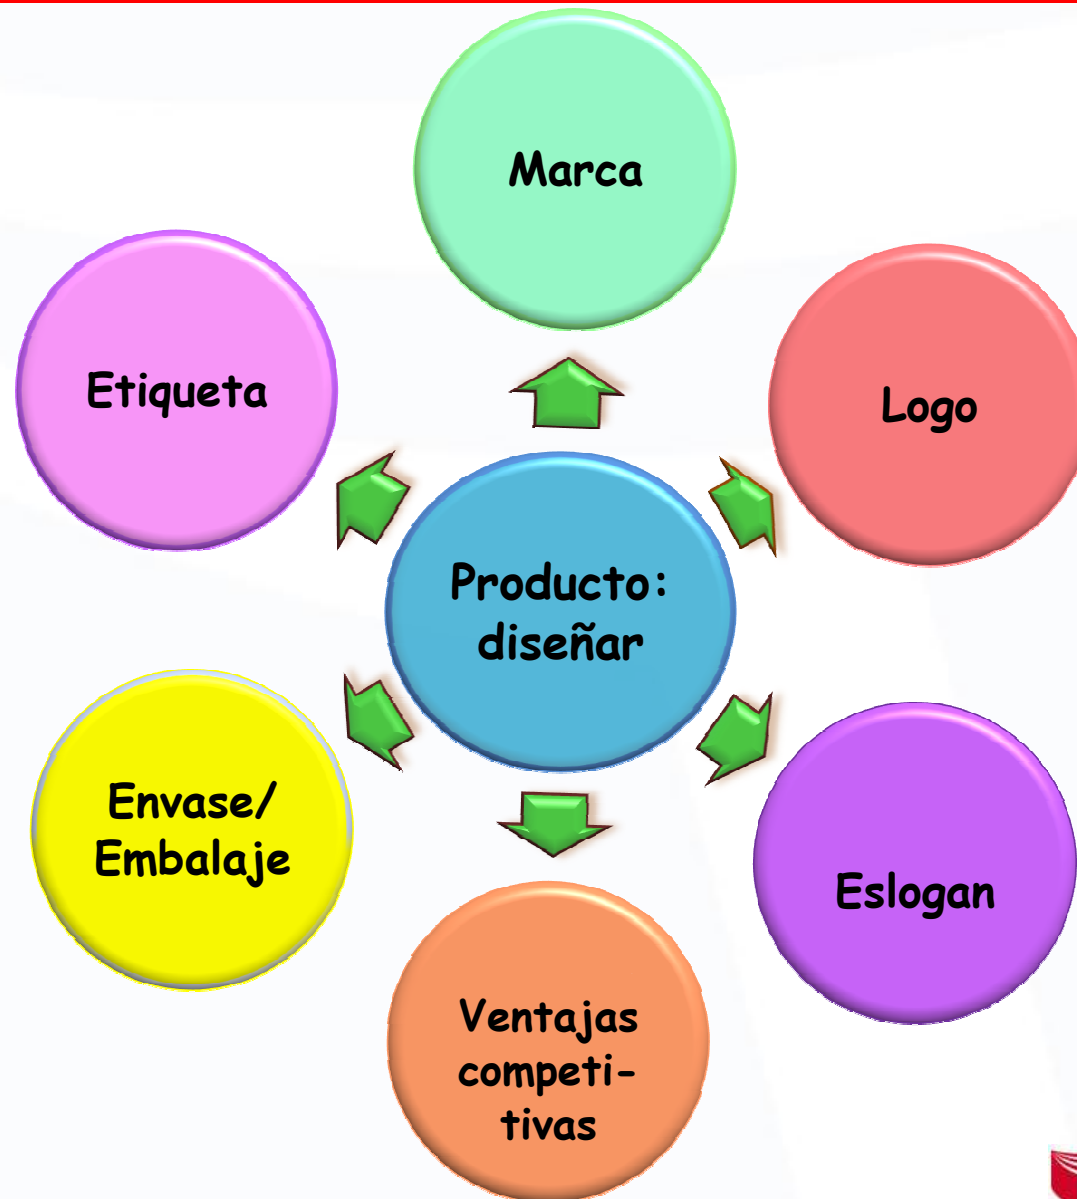 Marca
Etiqueta
Logo
Producto:
diseñar
Envase/
Embalaje
Eslogan
Ventajas
competi-
tivas